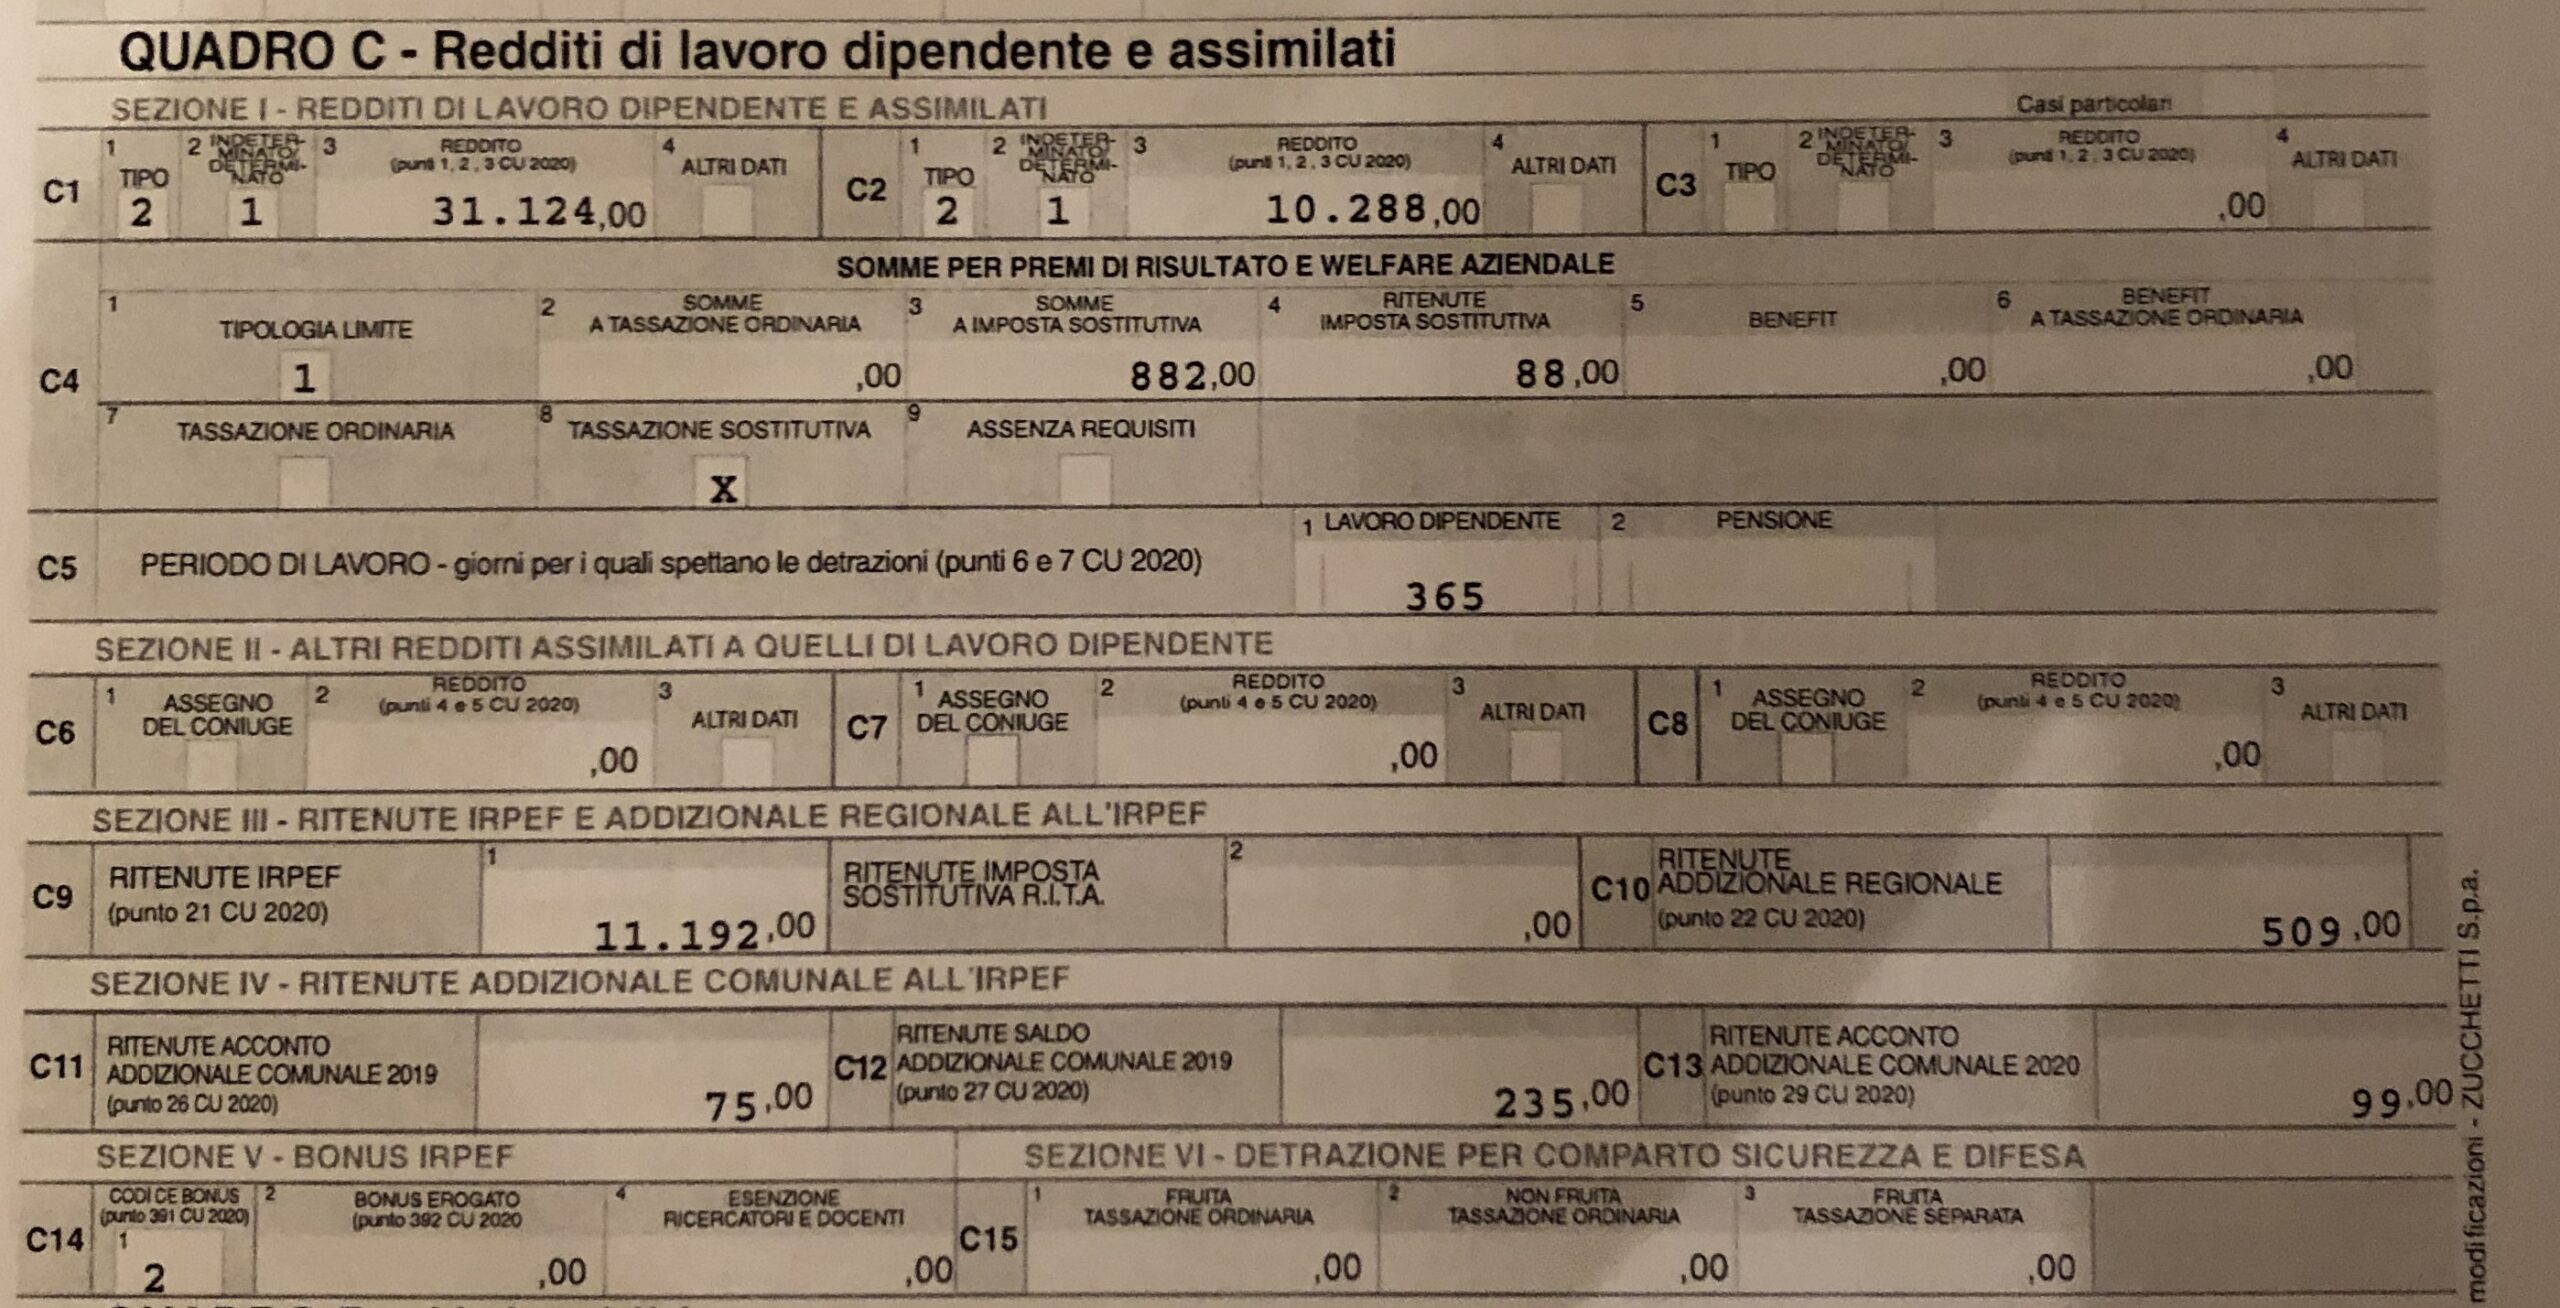 QUADRO C - Redditi di lavoro dipendente e assimilati
SEZIONE I - REDDITI DI LAVORO DIPENDENTE E ASSIMILATI
Casi particolari
C1
1 TIPO
2
2 INDETER-
MINATO/
DETERMI-
NATO
1
3 REDDITO
(punti 1, 2, 3 CU 2020)
31.124,00
4 ALTRI DATI
C2
1 TIPO
2
2 INDETER-
MINATO/
DETERMI-
NATO
1
3 REDDITO
(punti 1, 2, 3 CU 2020)
10.288,00
4 ALTRI DATI
C3
1 TIPO
2 INDETER-
MINATO/
DETERMI-
NATO
3 REDDITO
(punti 1, 2, 3 CU 2020)
,00
4 ALTRI DATI
SOMME PER PREMI DI RISULTATO E WELFARE AZIENDALE
C4
1 TIPOLOGIA LIMITE
1
2 SOMME
A TASSAZIONE ORDINARIA
,00
3 SOMME
A IMPOSTA SOSTITUTIVA
882,00
4 RITENUTE
IMPOSTA SOSTITUTIVA
88,00
5 BENEFIT
,00
6 BENEFIT
A TASSAZIONE ORDINARIA
,00
7 TASSAZIONE ORDINARIA
8 TASSAZIONE SOSTITUTIVA
X
9 ASSENZA REQUISITI
C5
PERIODO DI LAVORO - giorni per i quali spettano le detrazioni (punti 6 e 7 CU 2020)
1 LAVORO DIPENDENTE
365
2 PENSIONE
SEZIONE II - ALTRI REDDITI ASSIMILATI A QUELLI DI LAVORO DIPENDENTE
C6
1 ASSEGNO
DEL CONIUGE
2 REDDITO
(punti 4 e 5 CU 2020)
,00
3 ALTRI DATI
C7
1 ASSEGNO
DEL CONIUGE
2 REDDITO
(punti 4 e 5 CU 2020)
,00
3 ALTRI DATI
C8
1 ASSEGNO
DEL CONIUGE
2 REDDITO
(punti 4 e 5 CU 2020)
,00
3 ALTRI DATI
SEZIONE III - RITENUTE IRPEF E ADDIZIONALE REGIONALE ALL'IRPEF
C9
RITENUTE IRPEF
(punto 21 CU 2020)
1
11.192,00
RITENUTE IMPOSTA
SOSTITUTIVA R.I.T.A.
2
,00
C10
RITENUTE
ADDIZIONALE REGIONALE
(punto 22 CU 2020)
509,00
SEZIONE IV - RITENUTE ADDIZIONALE COMUNALE ALL'IRPEF
C11
RITENUTE ACCONTO
ADDIZIONALE COMUNALE 2019
(punto 26 CU 2020)
75,00
C12
RITENUTE SALDO
ADDIZIONALE COMUNALE 2019
(punto 27 CU 2020)
235,00
C13
RITENUTE ACCONTO
ADDIZIONALE COMUNALE 2020
(punto 29 CU 2020)
99,00
SEZIONE V - BONUS IRPEF
SEZIONE VI - DETRAZIONE PER COMPARTO SICUREZZA E DIFESA
C14
CODICE BONUS
(punto 391 CU 2020)
1
2
2 BONUS EROGATO
(punto 392 CU 2020
,00
4 ESENZIONE
RICERCATORI E DOCENTI
,00
C15
1 FRUITA
TASSAZIONE ORDINARIA
,00
2 NON FRUITA
TASSAZIONE ORDINARIA
,00
3 FRUITA
TASSAZIONE SEPARATA
,00
modificazioni - ZUCCHETTI S.p.a.